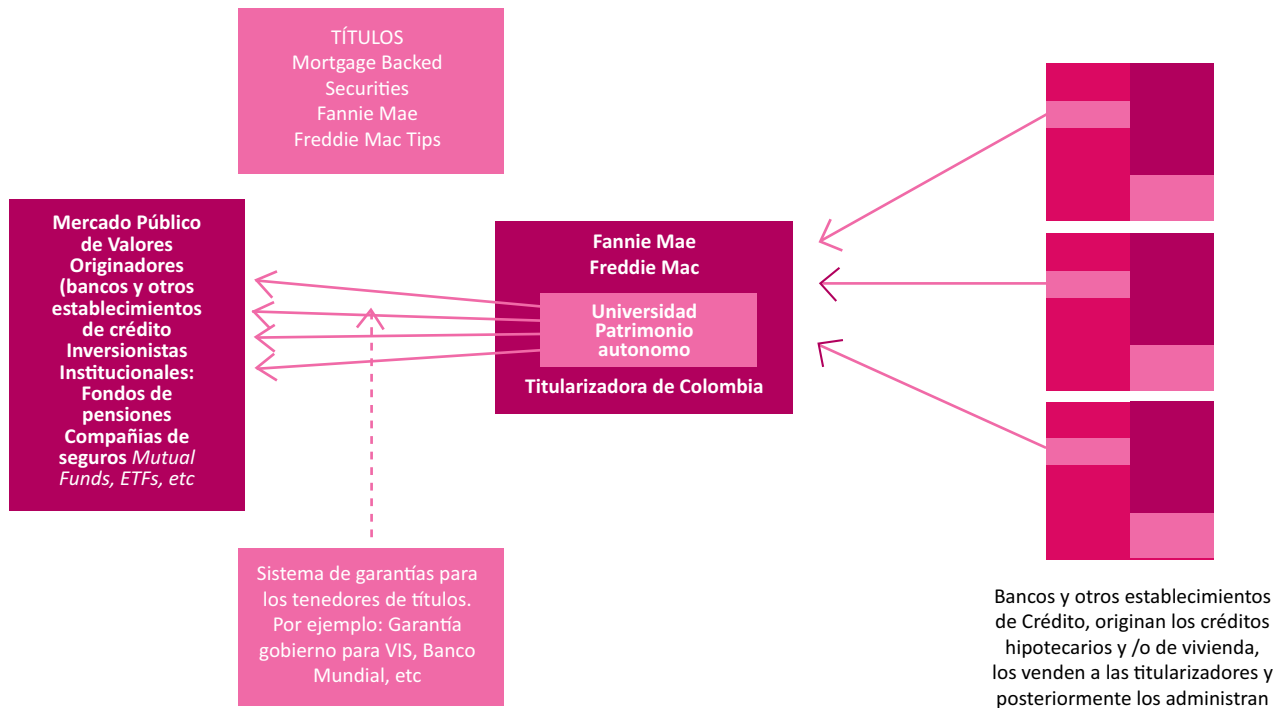 TÍTULOS
Mortgage Backed
Securities
Fannie Mae
Freddie Mac Tips
Mercado Público
de Valores
Originadores
(bancos y otros
establecimientos
de crédito
Inversionistas
Institucionales:
Fondos de
pensiones
Compañias de
seguros Mutual
Funds, ETFs, etc
Fannie Mae
Freddie Mac
Universidad
Patrimonio
autonomo
Titularizadora de Colombia
Sistema de garantías para
los tenedores de títulos.
Por ejemplo: Garantía
gobierno para VIS, Banco
Mundial, etc
Bancos y otros establecimientos
de Crédito, originan los créditos
hipotecarios y /o de vivienda,
los venden a las titularizadores y
posteriormente los administran